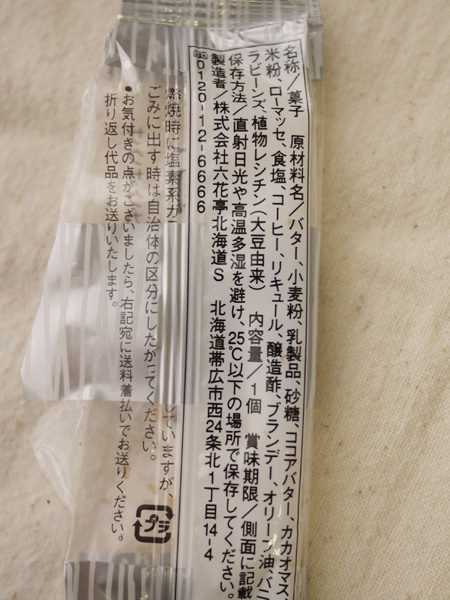 名称/菓子 原材料名/バター、小麦粉、乳製品、砂糖、ココアバター、カカオマス、
米粉、ローマッセ、食塩、コーヒー、リキュール、醸造酢、ブランデー、オリーブ油、バニ
ラビーンズ、植物レシチン(大豆由来) 内容量/1個 賞味期限/側面に記載
保存方法/直射日光や高温多湿を避け、25℃以下の場所で保存してください。
製造者/株式会社六花亭北海道S 北海道帯広市西24条北1丁目14-4
0120-12-6666
燃焼時に塩素系ガ していますが、
ごみに出す時は自治体の区分にしたがってください。
●お気付きの点がございましたら、右記宛に送料着払いでお送りください。
折り返し代品をお送りいたします。
プラ